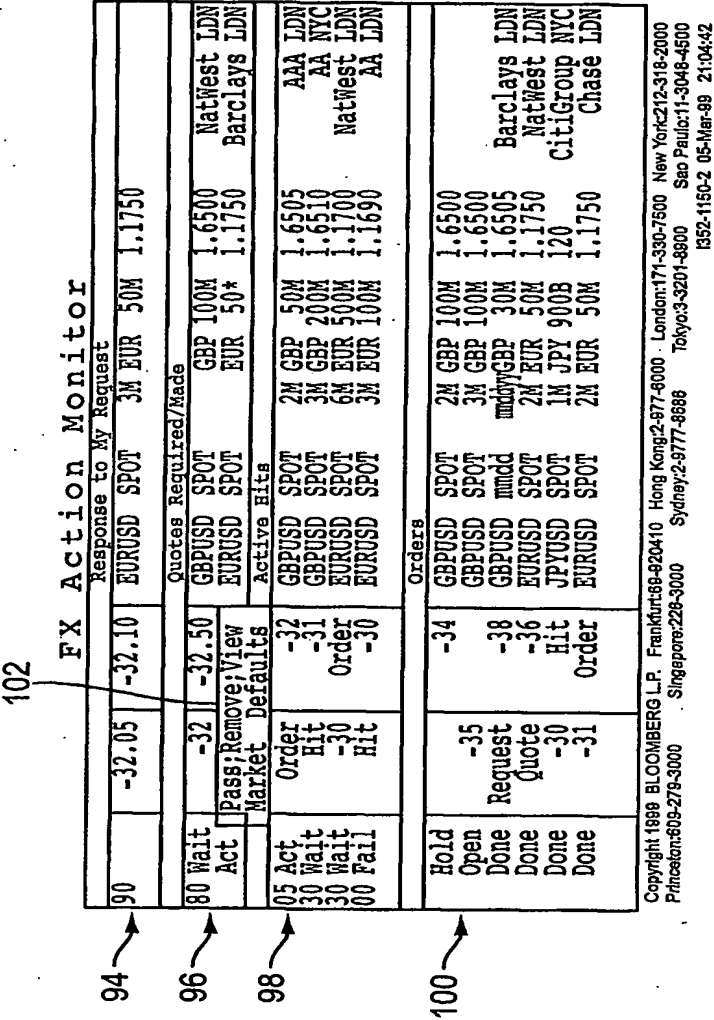 102
FX Action Monitor
Response to My Request
94
90 -32.05 -32.10 EURUSD SPOT 3M EUR 50M 1.1750
Quotes Required/Made
96
80 Wait -32 -32.50 GBPUSD SPOT GBP 100M 1.6500 NatWest LDN
Act Pass;Remove;View EURUSD SPOT EUR 50* 1.1750 Barclays LDN
Market Defaults
Active Hits
98
05 Act Order -32 GBPUSD SPOT 2M GBP 50M 1.6505 AAA LDN
30 Wait Hit -31 GBPUSD SPOT 3M GBP 200M 1.6510 AA NYC
30 Wait -30 Order EURUSD SPOT 6M EUR 500M 1.1700 NatWest LDN
00 Fail Hit -30 EURUSD SPOT 3M EUR 100M 1.1690 AA LDN
Orders
100
Hold -34 GBPUSD SPOT 2M GBP 100M 1.6500
Open -35 GBPUSD SPOT 3M GBP 100M 1.6500
Done Request -38 GBPUSD mmdd mmddyyGBP 30M 1.6505 Barclays LDN
Done Quote -36 EURUSD SPOT 2M EUR 50M 1.1750 NatWest LDN
Done -30 Hit JPYUSD SPOT 1M JPY 900B 120 CitiGroup NYC
Done -31 Order EURUSD SPOT 2M EUR 50M 1.1750 Chase LDN
Copyright 1999 BLOOMBERG L.P. Frankfurt:69-920410 Hong Kong:2-977-6000 London:171-330-7500 New York:212-318-2000
Princeton:609-279-3000 Singapore:226-3000 Sydney:2-9777-8686 Tokyo:3-3201-8900 Sao Paulo:11-3048-4500
I352-1150-2 05-Mar-99 21:04:42